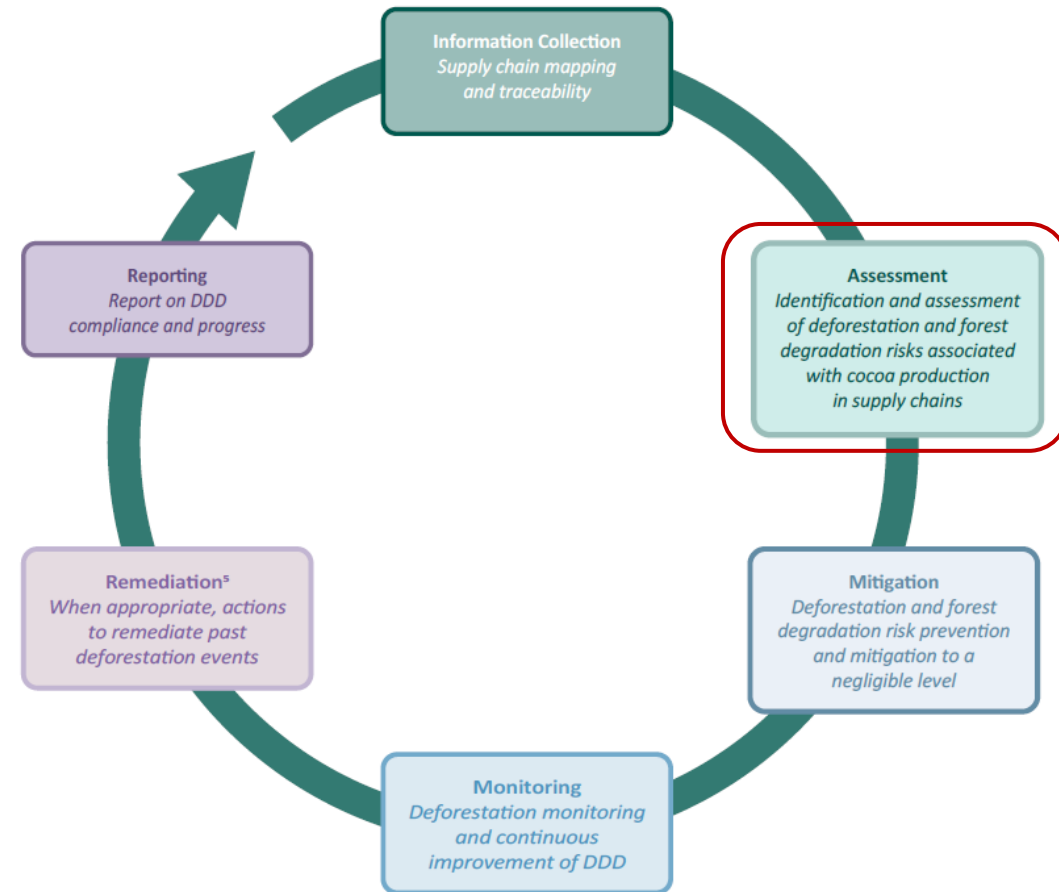 Information Collection
Supply chain mapping
and traceability
Assessment
Identification and assessment
of deforestation and forest
degradation risks associated
with cocoa production
in supply chains
Mitigation
Deforestation and forest
degradation risk prevention
and mitigation to a
negligible level
Monitoring
Deforestation monitoring
and continuous
improvement of DDD
Remediation⁵
When appropriate, actions
to remediate past
deforestation events
Reporting
Report on DDD
compliance and progress